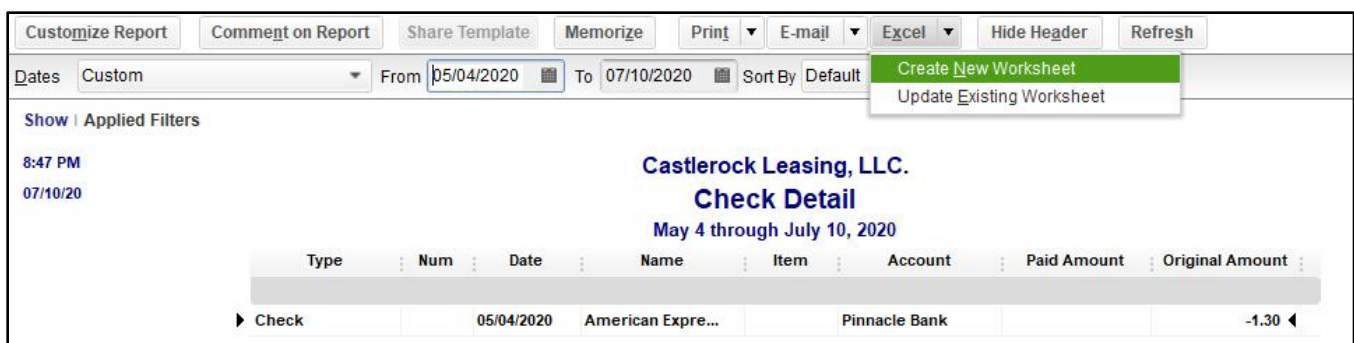 Customize Report Comment on Report Share Template Memorize Print E-mail Excel Hide Header Refresh
Dates Custom From 05/04/2020 To 07/10/2020 Sort By Default
Create New Worksheet
Update Existing Worksheet
Show | Applied Filters
8:47 PM
07/10/20
Castlerock Leasing, LLC.
Check Detail
May 4 through July 10, 2020
Type Num Date Name Item Account Paid Amount Original Amount
Check 05/04/2020 American Expre... Pinnacle Bank -1.30